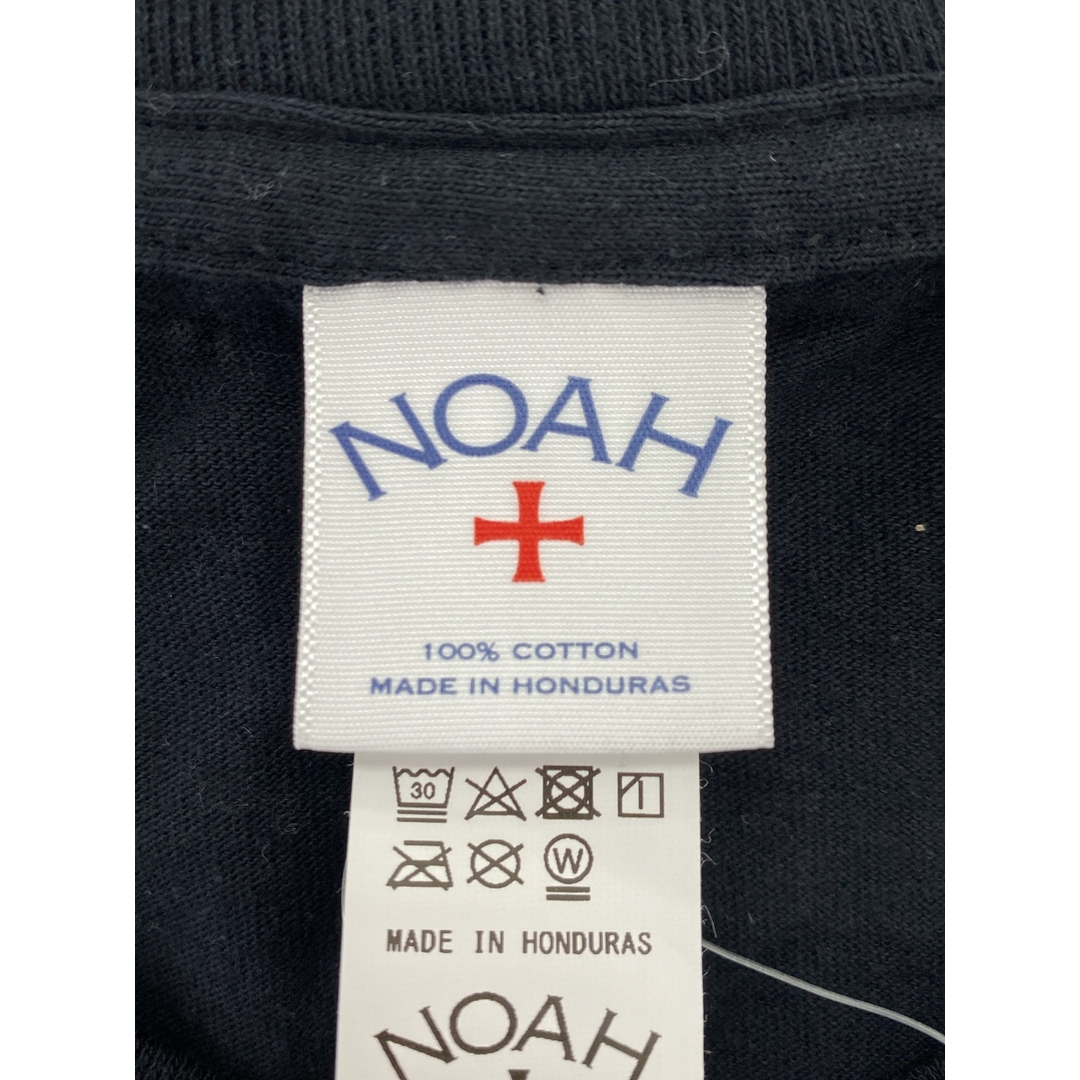 NOAH
100% COTTON
MADE IN HONDURAS
30
W
MADE IN HONDURAS
NOAH